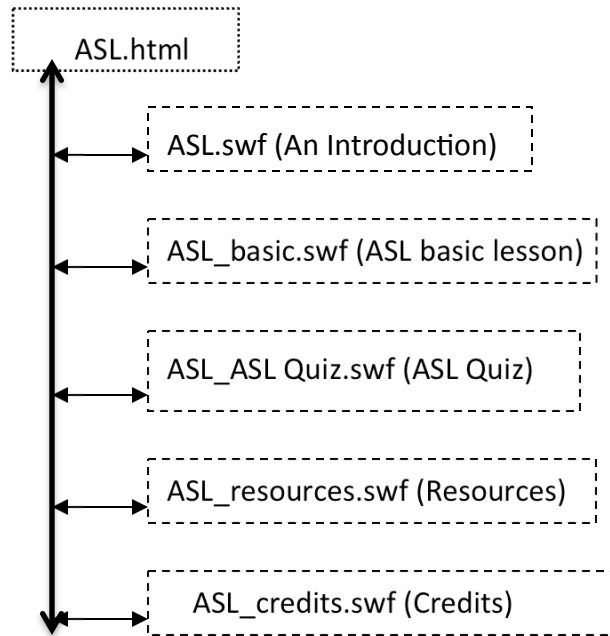 ASL.html
ASL.swf (An Introduction)
ASL_basic.swf (ASL basic lesson)
ASL_ASL Quiz.swf (ASL Quiz)
ASL_resources.swf (Resources)
ASL_credits.swf (Credits)